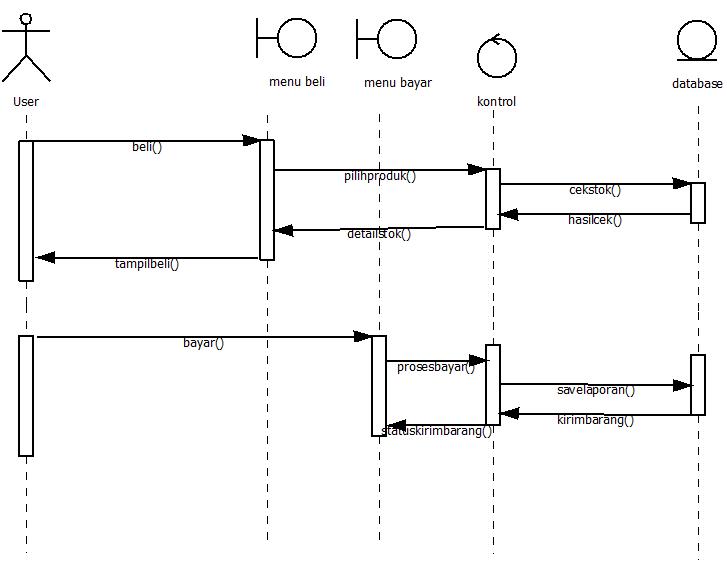 menu beli
menu bayar
User
kontrol
database
beli()
pilihproduk()
cekstok()
hasilcek()
detailstok()
tampilbeli()
bayar()
prosesbayar()
savelaporan()
kirimbarang()
statuskirimbarang()